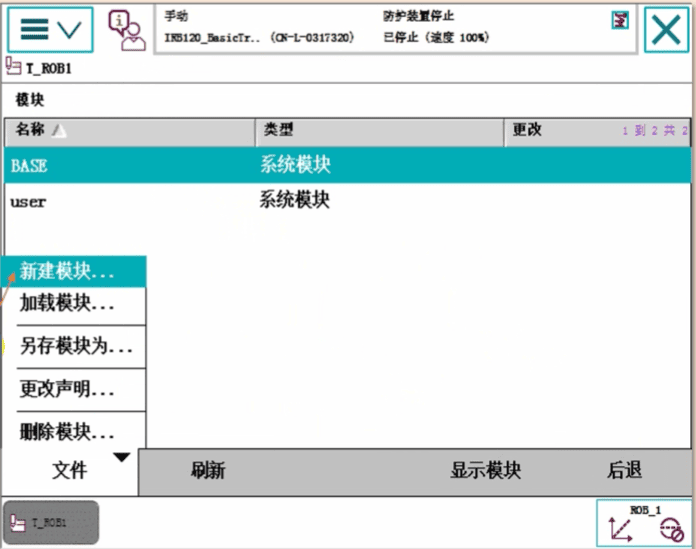 手动
防护装置停止
IRB120_BasicTr.. (CN-L-0317320)
已停止 (速度 100%)
T_ROB1
模块
名称 类型 更改 1 到 2 共 2
BASE 系统模块
user 系统模块
新建模块...
加载模块...
另存模块为...
更改声明...
删除模块...
文件 刷新 显示模块 后退
T_ROB1
ROB_1